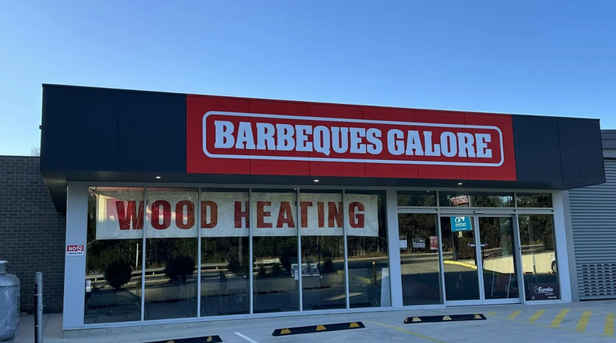 BARBEQUES GALORE
WOOD HEATING